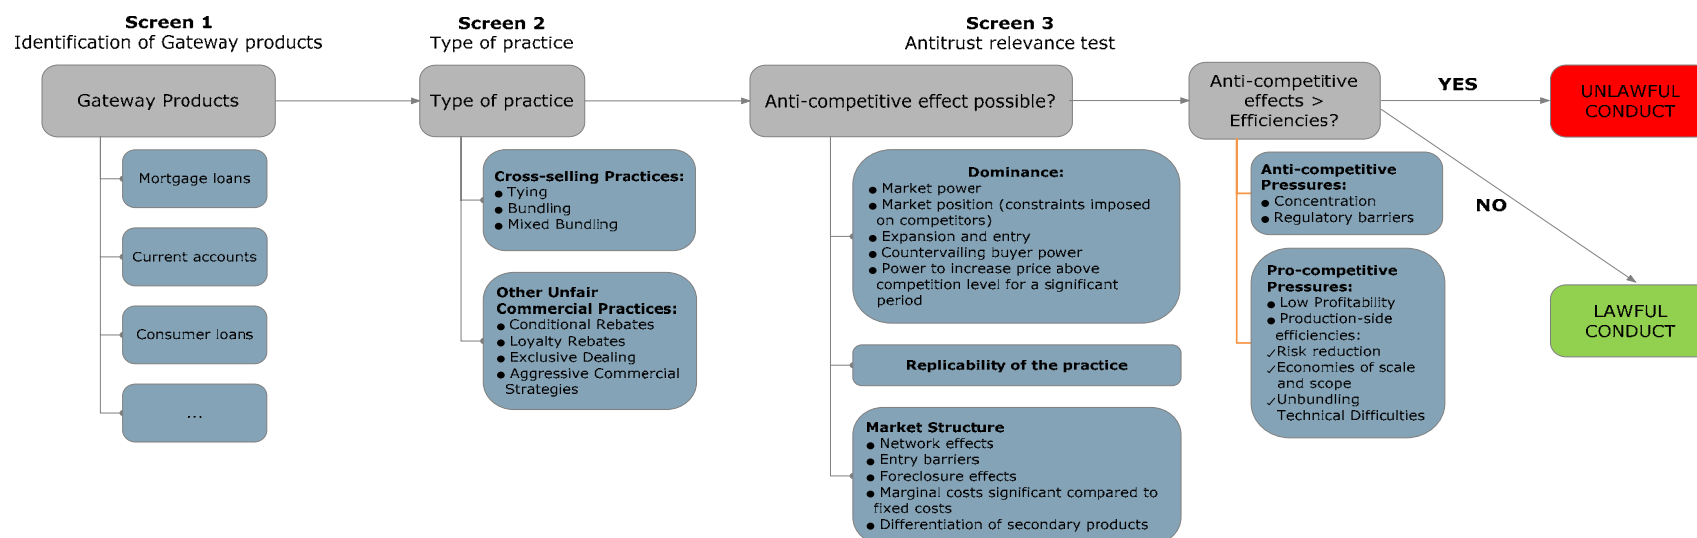 Screen 1
Identification of Gateway products
Screen 2
Type of practice
Screen 3
Antitrust relevance test
Gateway Products
Type of practice
Anti-competitive effect possible?
Anti-competitive
effects >
Efficiencies?
YES
UNLAWFUL
CONDUCT
NO
LAWFUL
CONDUCT
Mortgage loans
Current accounts
Consumer loans
...
Cross-selling Practices:
● Tying
● Bundling
● Mixed Bundling
Other Unfair
Commercial Practices:
● Conditional Rebates
● Loyalty Rebates
● Exclusive Dealing
● Aggressive Commercial
Strategies
Dominance:
● Market power
● Market position (constraints imposed
on competitors)
● Expansion and entry
● Countervailing buyer power
● Power to increase price above
competition level for a significant
period
Replicability of the practice
Market Structure
● Network effects
● Entry barriers
● Foreclosure effects
● Marginal costs significant compared to
fixed costs
● Differentiation of secondary products
Anti-competitive
Pressures:
● Concentration
● Regulatory barriers
Pro-competitive
Pressures:
● Low Profitability
● Production-side
efficiencies:
✓Risk reduction
✓Economies of scale
and scope
✓Unbundling
Technical Difficulties